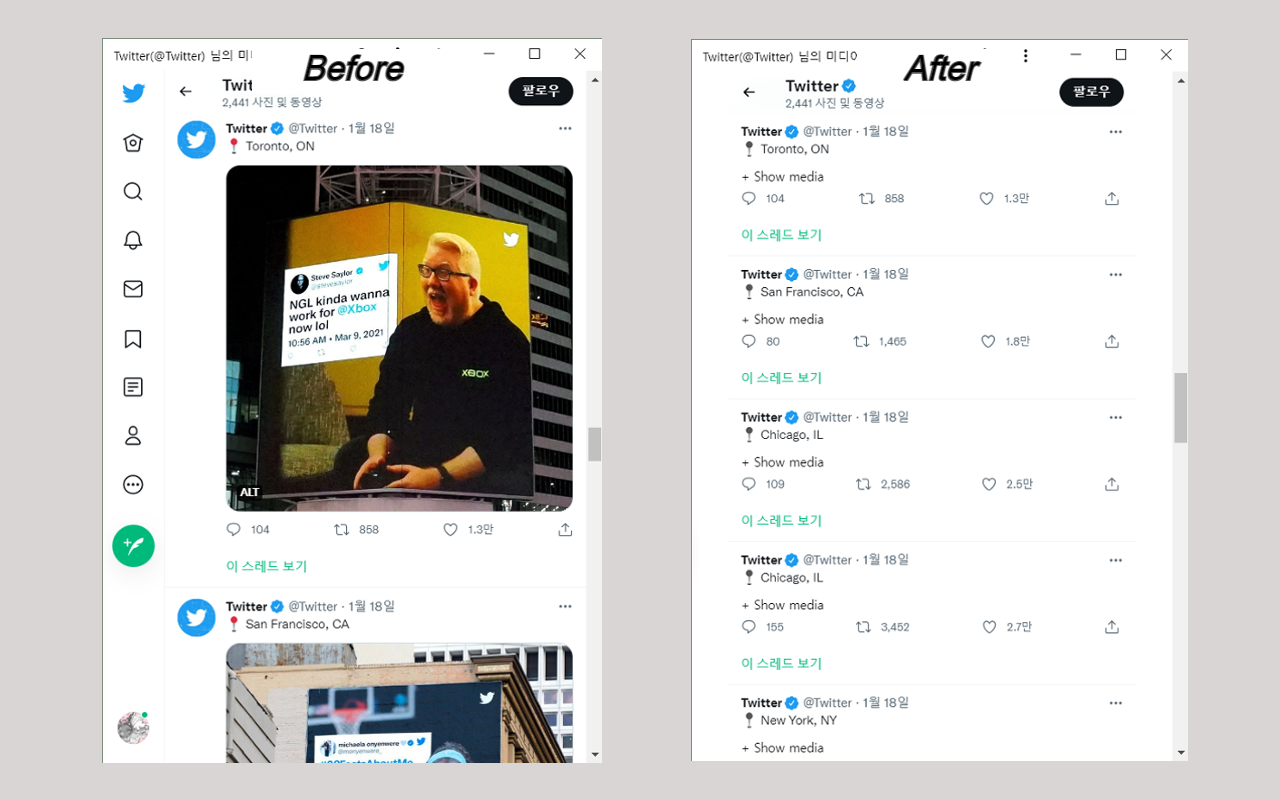 Twitter(@Twitter) 님의 미디
Before
Twit
2,441 사진 및 동영상
팔로우
Twitter @Twitter · 1월 18일
Toronto, ON
Steve Saylor
@stevesaylor
NGL kinda wanna
work for @Xbox
now lol
10:56 AM • Mar 9, 2021
XBOX
ALT
104 858 1.3만
이 스레드 보기
Twitter @Twitter · 1월 18일
San Francisco, CA
michaela onyenwere
@monyenwere_
Twitter(@Twitter) 님의 미디어
After
Twitter
2,441 사진 및 동영상
팔로우
Twitter @Twitter · 1월 18일
Toronto, ON
+ Show media
104 858 1.3만
이 스레드 보기
Twitter @Twitter · 1월 18일
San Francisco, CA
+ Show media
80 1,465 1.8만
이 스레드 보기
Twitter @Twitter · 1월 18일
Chicago, IL
+ Show media
109 2,586 2.5만
이 스레드 보기
Twitter @Twitter · 1월 18일
Chicago, IL
+ Show media
155 3,452 2.7만
이 스레드 보기
Twitter @Twitter · 1월 18일
New York, NY
+ Show media